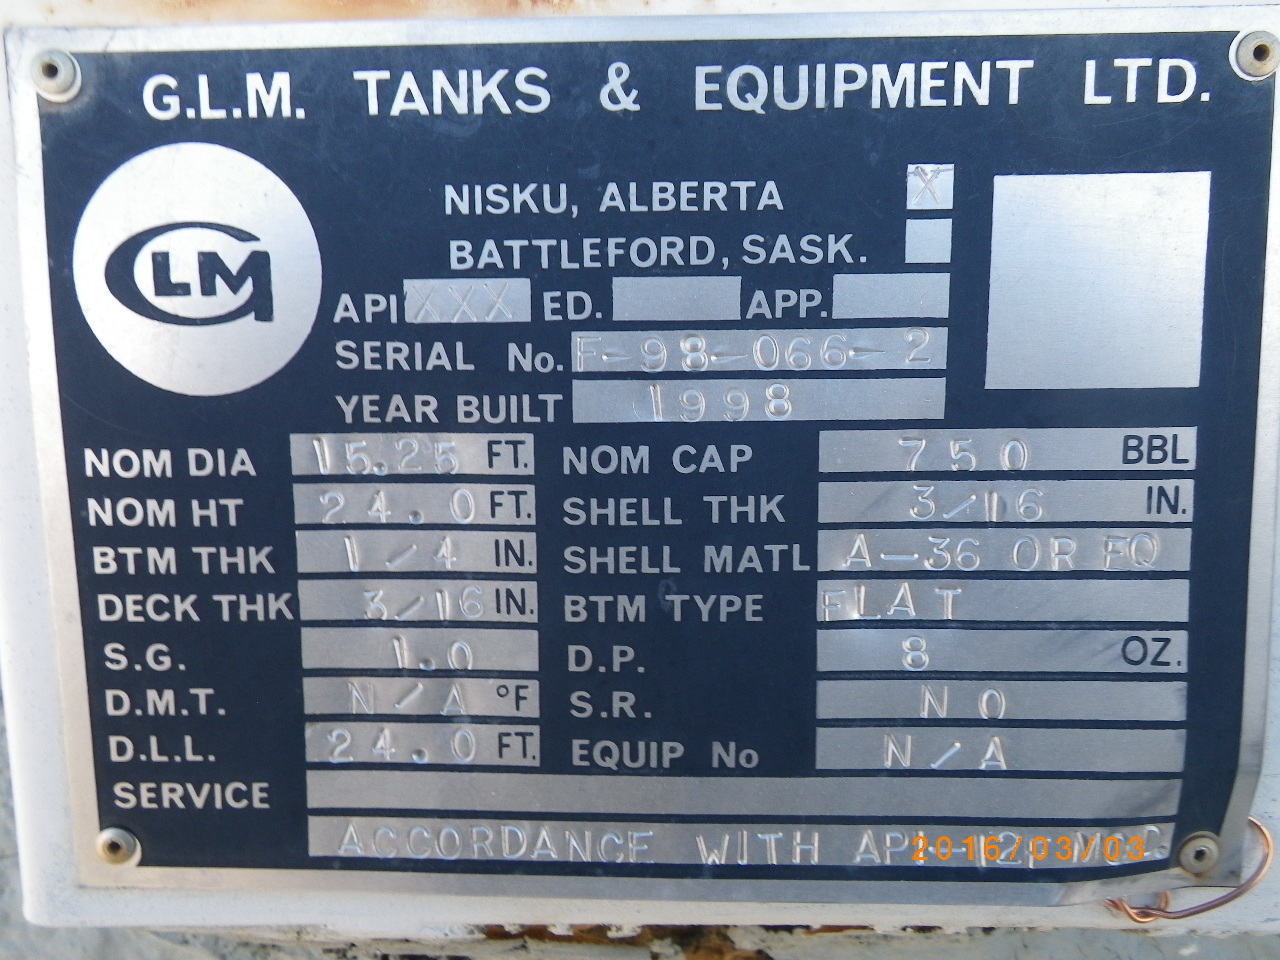 G.L.M. TANKS & EQUIPMENT LTD.
GLM
NISKU, ALBERTA X
BATTLEFORD, SASK.
API XXX ED. APP.
SERIAL No. F-98-066-2
YEAR BUILT 1998
NOM DIA 15.25 FT. NOM CAP 750 BBL
NOM HT 24.0 FT. SHELL THK 3/16 IN.
BTM THK 1/4 IN. SHELL MATL A-36 OR EQ
DECK THK 3/16 IN. BTM TYPE FLAT
S.G. 1.0 D.P. 8 OZ.
D.M.T. N/A °F S.R. NO
D.L.L. 24.0 FT. EQUIP No N/A
SERVICE
ACCORDANCE WITH API-12F
2016/03/03